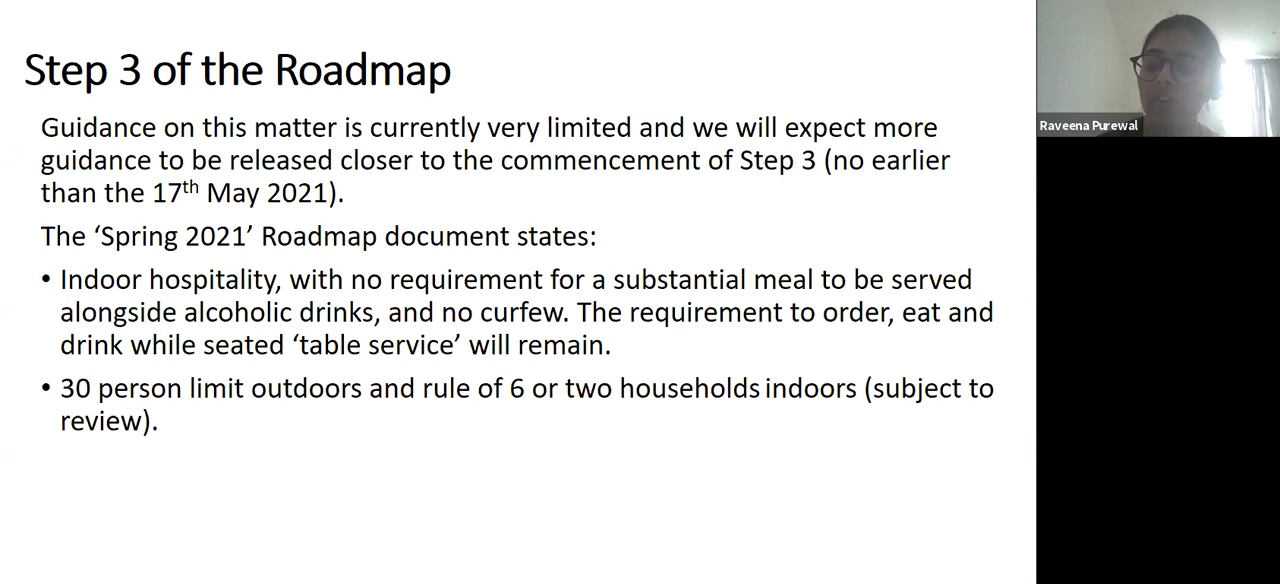 Step 3 of the Roadmap
Guidance on this matter is currently very limited and we will expect more
guidance to be released closer to the commencement of Step 3 (no earlier
than the 17th May 2021).
The ‘Spring 2021’ Roadmap document states:
• Indoor hospitality, with no requirement for a substantial meal to be served
alongside alcoholic drinks, and no curfew. The requirement to order, eat and
drink while seated ‘table service’ will remain.
• 30 person limit outdoors and rule of 6 or two households indoors (subject to
review).
Raveena Purewal